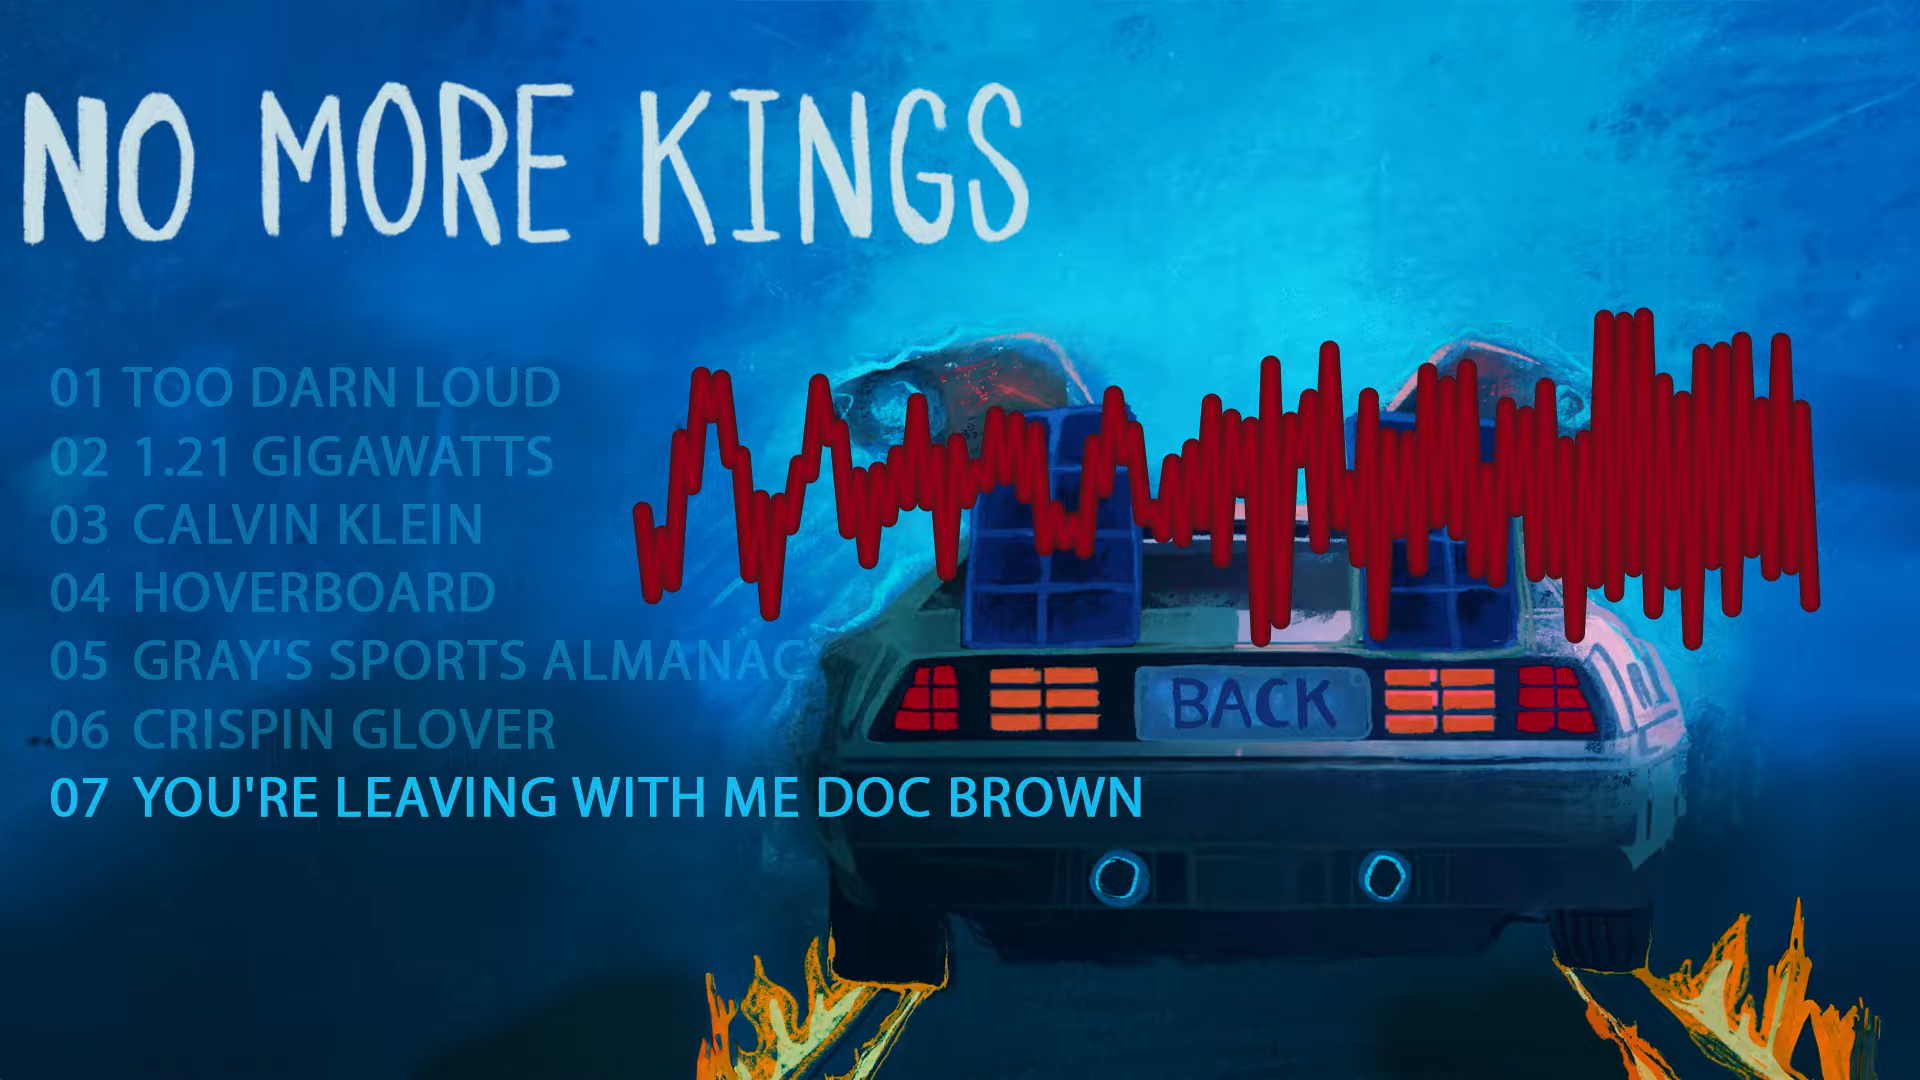 NO MORE KINGS
01 TOO DARN LOUD
02 1.21 GIGAWATTS
03 CALVIN KLEIN
04 HOVERBOARD
05 GRAY'S SPORTS ALMANAC
06 CRISPIN GLOVER
07 YOU'RE LEAVING WITH ME DOC BROWN
BACK